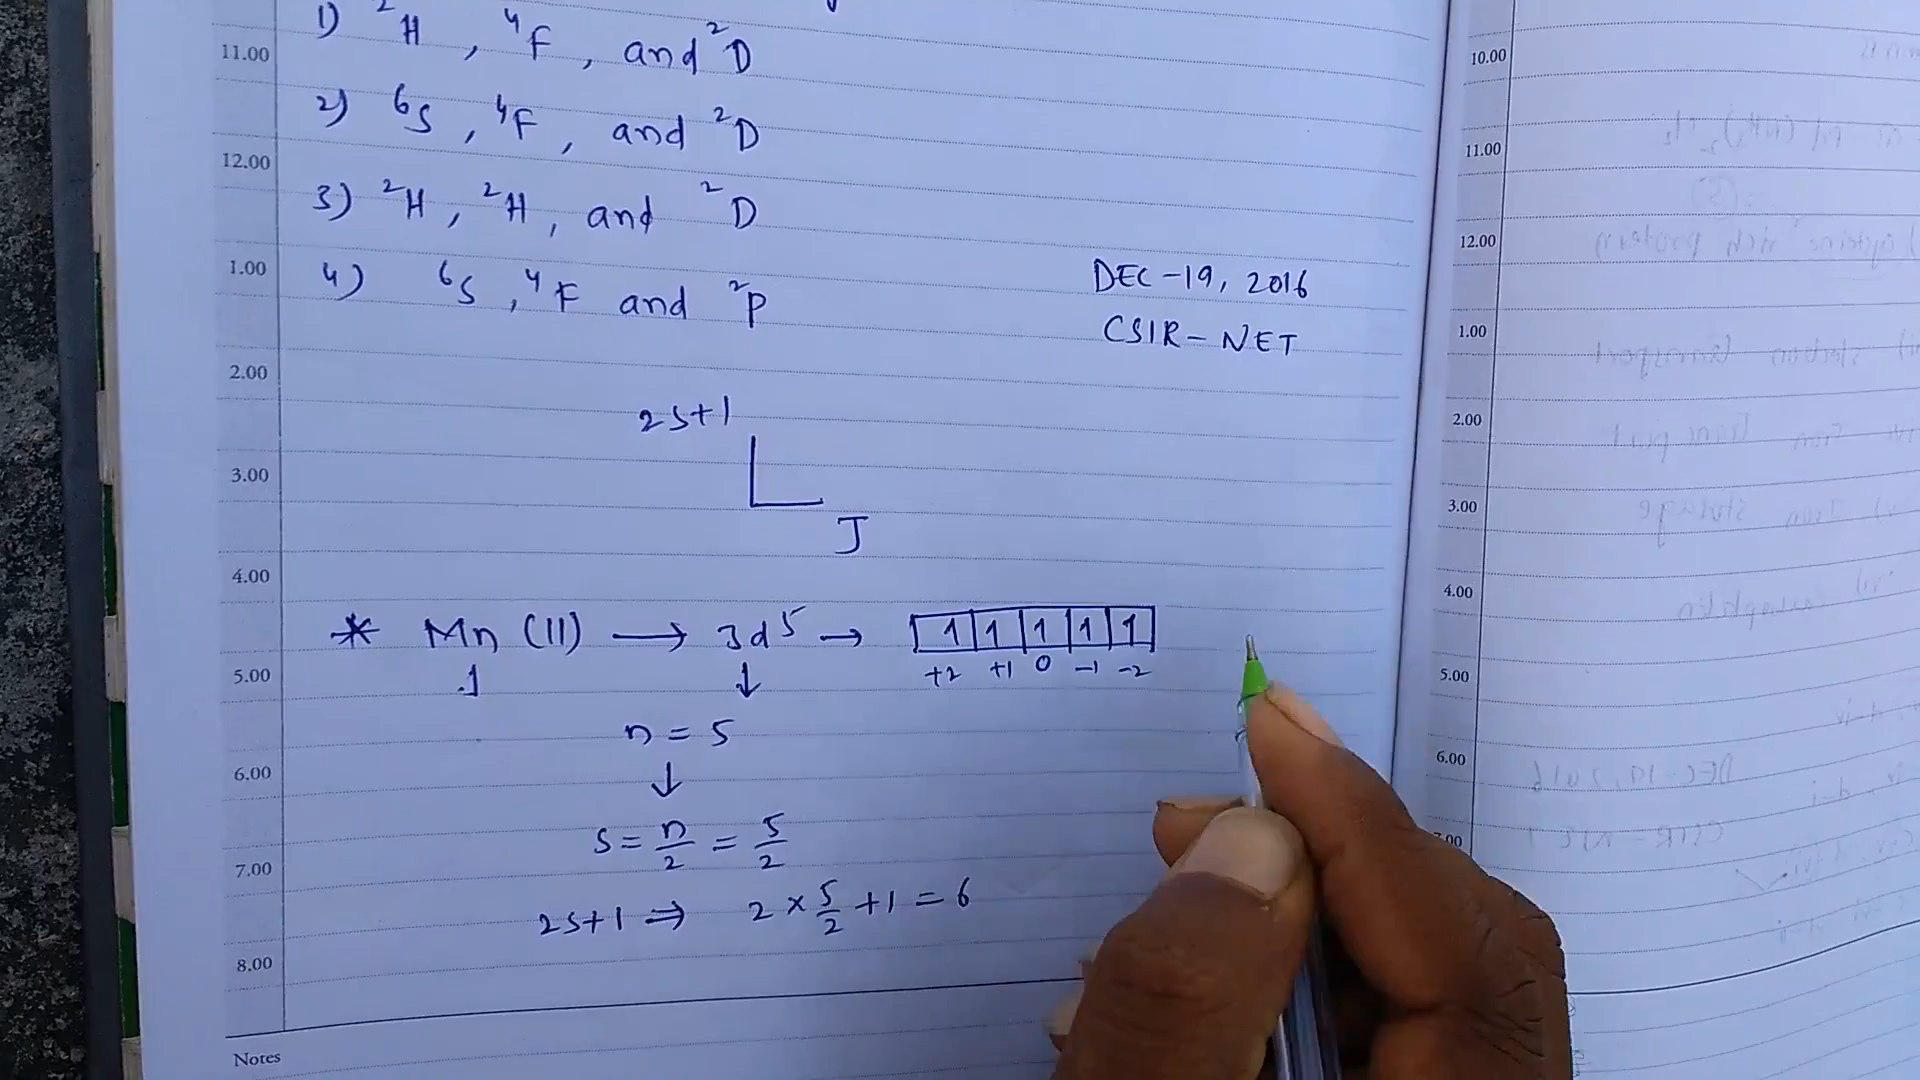 1) ²H, ⁴F, and ²D
2) ⁶S, ⁴F, and ²D
3) ²H, ²H, and ²D
4) ⁶S, ⁴F and ²P
DEC-19, 2016
CSIR-NET
2S+1
L
J
* Mn (II) → 3d⁵ → 1 1 1 1 1
+2 +1 0 -1 -2
↓
n = 5
↓
S = n/2 = 5/2
2S+1 ⇒ 2 × 5/2 + 1 = 6
11.00
12.00
1.00
2.00
3.00
4.00
5.00
6.00
7.00
8.00
Notes
10.00
11.00
12.00
1.00
2.00
3.00
4.00
5.00
6.00